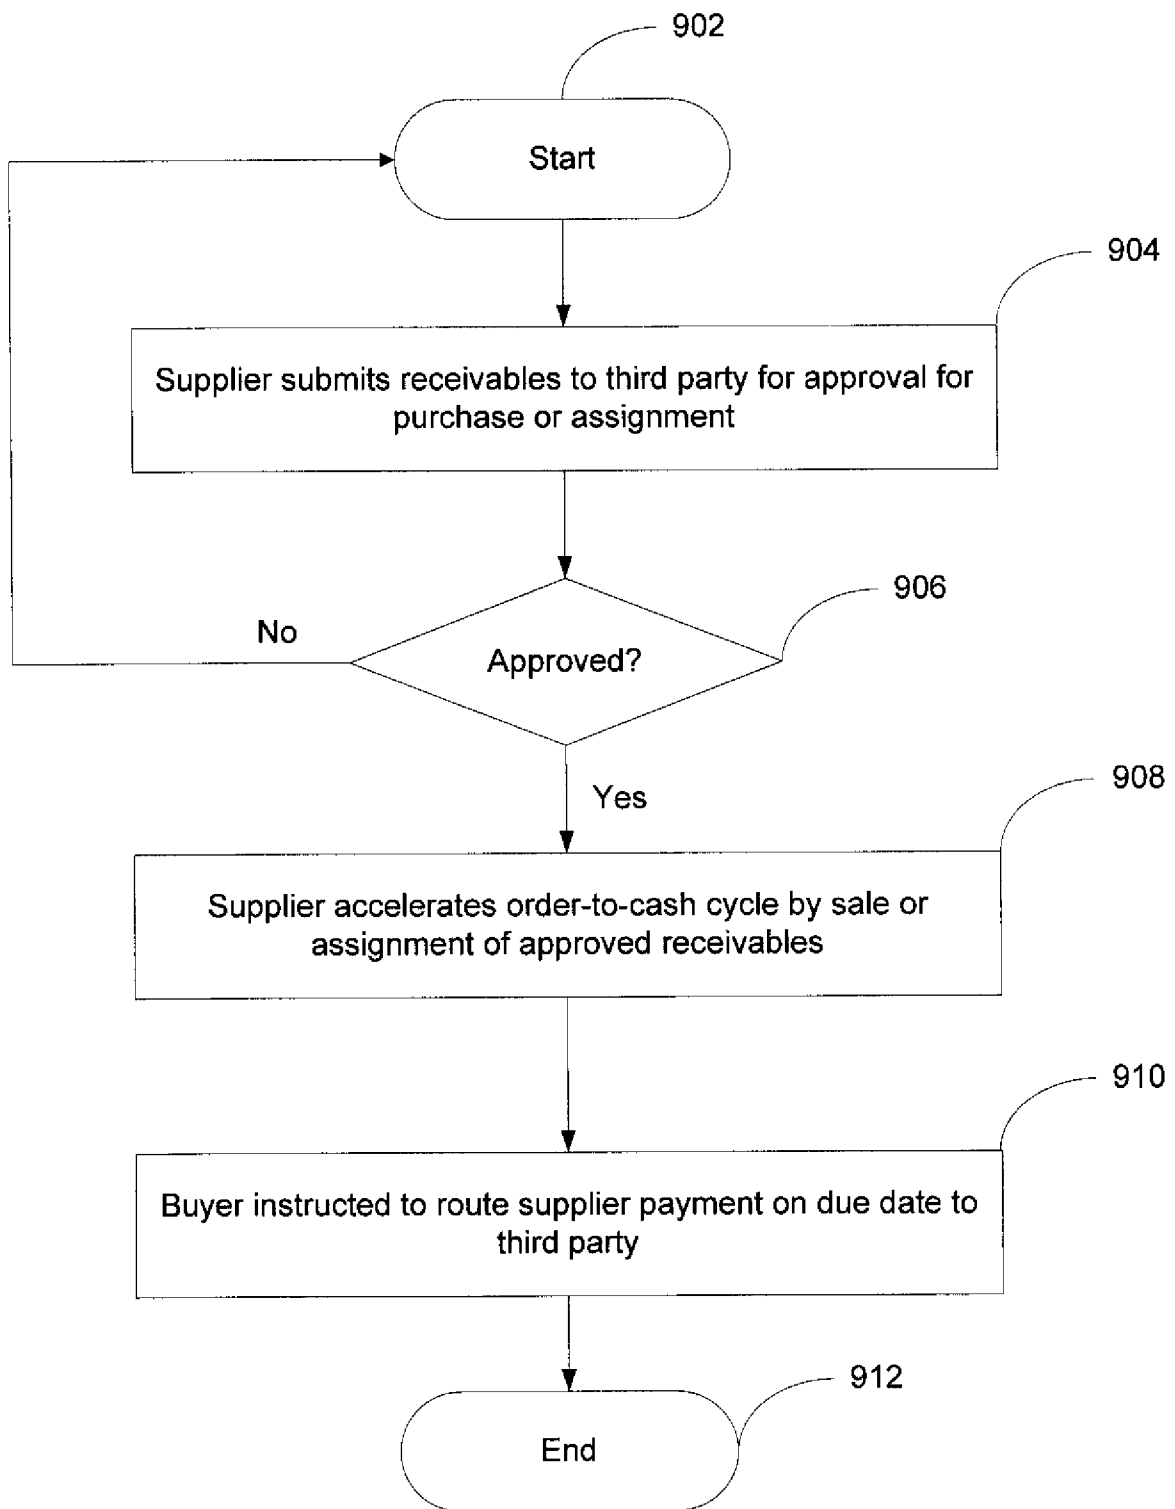 902
Start
904
Supplier submits receivables to third party for approval for
purchase or assignment
906
No
Approved?
Yes
908
Supplier accelerates order-to-cash cycle by sale or
assignment of approved receivables
910
Buyer instructed to route supplier payment on due date to
third party
912
End